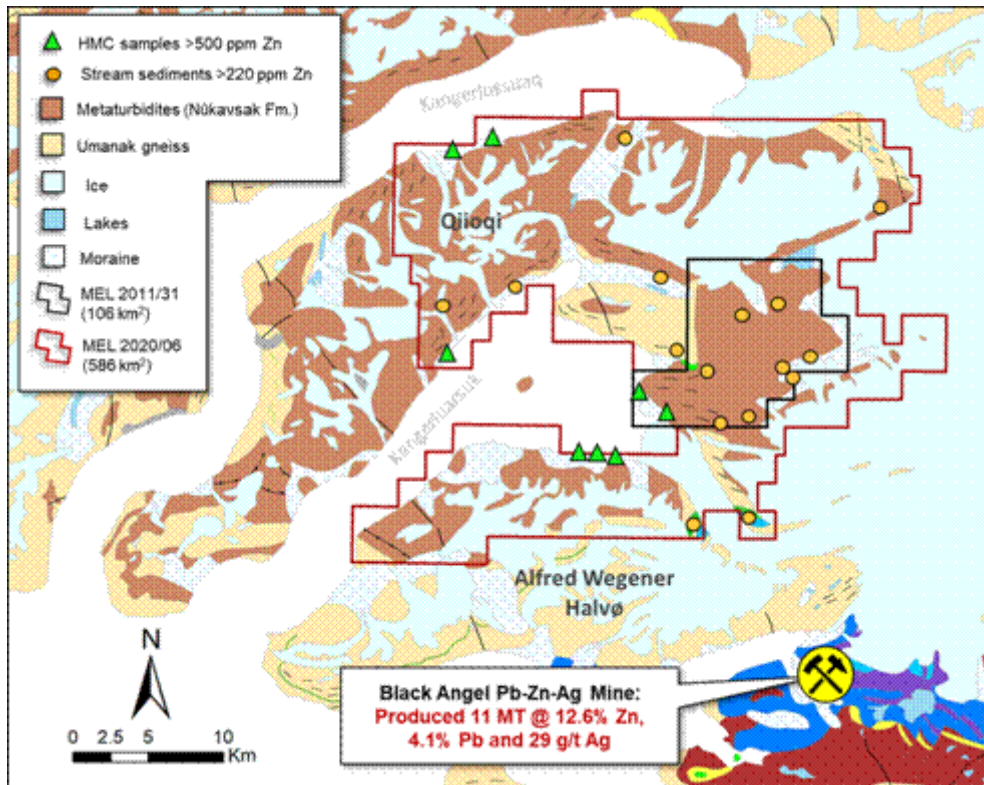 HMC samples >500 ppm Zn
Stream sediments >220 ppm Zn
Metaturbidites (Nûkavsak Fm.)
Umanak gneiss
Ice
Lakes
Moraine
MEL 2011/31
(106 km²)
MEL 2020/06
(586 km²)
Kangerlussuaq
Qiioqi
Kangerluarsuk
Alfred Wegener
Halvø
N
0 2.5 5 10
Km
Black Angel Pb-Zn-Ag Mine:
Produced 11 MT @ 12.6% Zn,
4.1% Pb and 29 g/t Ag